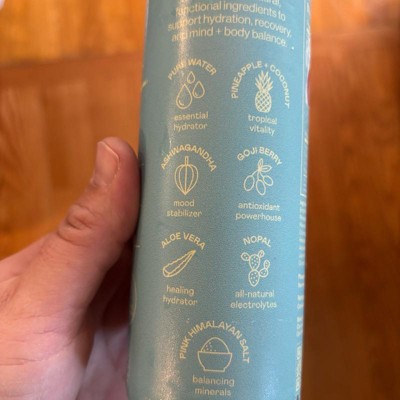 functional ingredients to
support hydration, recovery,
and mind + body balance.
PURE WATER
essential
hydrator
PINEAPPLE + COCONUT
tropical
vitality
ASHWAGANDHA
mood
stabilizer
GOJI BERRY
antioxidant
powerhouse
ALOE VERA
healing
hydrator
NOPAL
all-natural
electrolytes
PINK HIMALAYAN SALT
balancing
minerals